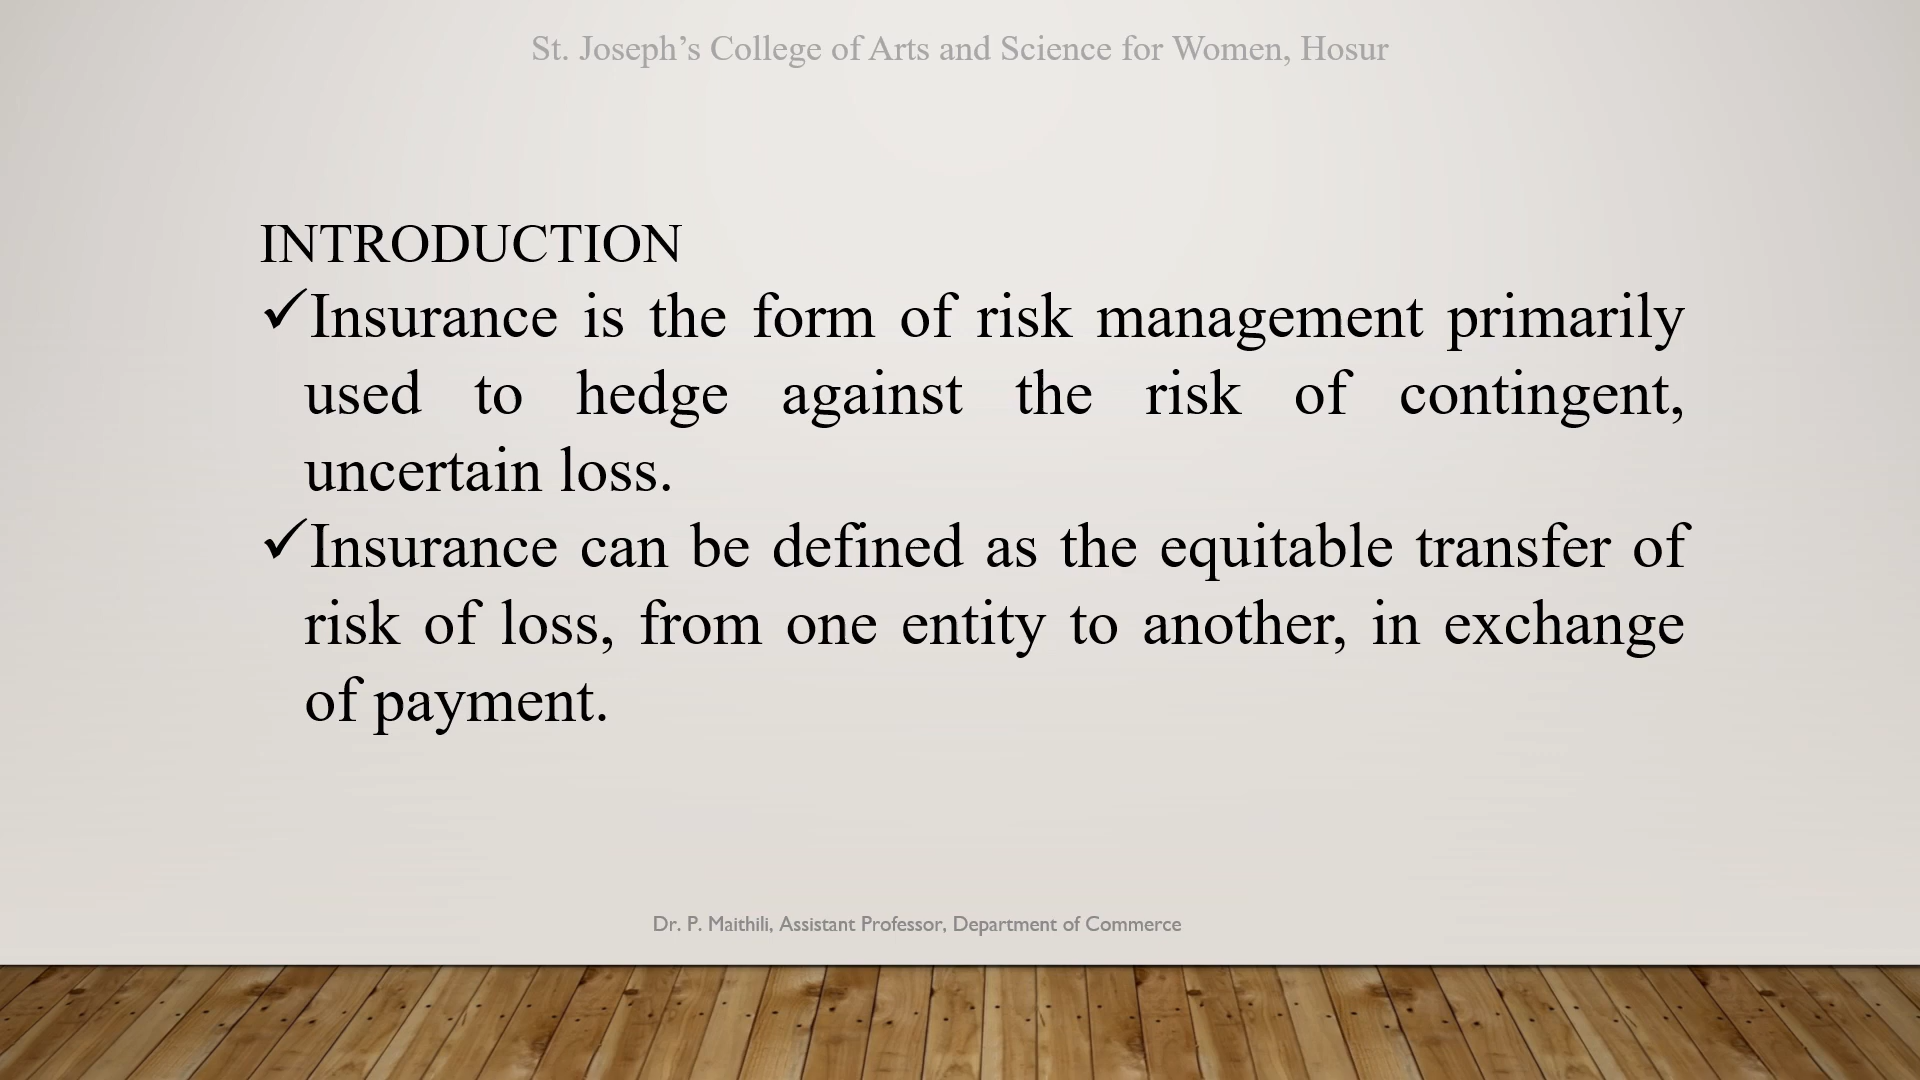 St. Joseph’s College of Arts and Science for Women, Hosur
INTRODUCTION
✓Insurance is the form of risk management primarily
used to hedge against the risk of contingent,
uncertain loss.
✓Insurance can be defined as the equitable transfer of
risk of loss, from one entity to another, in exchange
of payment.
Dr. P. Maithili, Assistant Professor, Department of Commerce